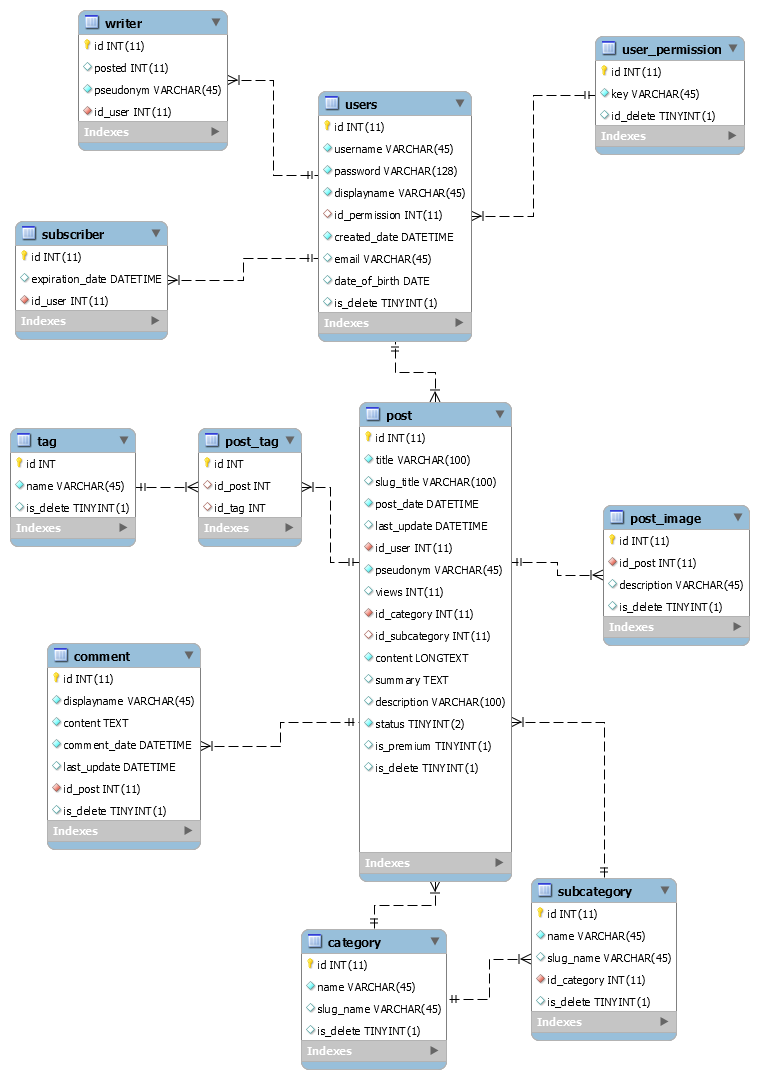 writer
id INT(11)
posted INT(11)
pseudonym VARCHAR(45)
id_user INT(11)
Indexes
user_permission
id INT(11)
key VARCHAR(45)
id_delete TINYINT(1)
Indexes
users
id INT(11)
username VARCHAR(45)
password VARCHAR(128)
displayname VARCHAR(45)
id_permission INT(11)
created_date DATETIME
email VARCHAR(45)
date_of_birth DATE
is_delete TINYINT(1)
Indexes
subscriber
id INT(11)
expiration_date DATETIME
id_user INT(11)
Indexes
tag
id INT
name VARCHAR(45)
is_delete TINYINT(1)
Indexes
post_tag
id INT
id_post INT
id_tag INT
Indexes
post
id INT(11)
title VARCHAR(100)
slug_title VARCHAR(100)
post_date DATETIME
last_update DATETIME
id_user INT(11)
pseudonym VARCHAR(45)
views INT(11)
id_category INT(11)
id_subcategory INT(11)
content LONGTEXT
summary TEXT
description VARCHAR(100)
status TINYINT(2)
is_premium TINYINT(1)
is_delete TINYINT(1)
Indexes
post_image
id INT(11)
id_post INT(11)
description VARCHAR(45)
is_delete TINYINT(1)
Indexes
comment
id INT(11)
displayname VARCHAR(45)
content TEXT
comment_date DATETIME
last_update DATETIME
id_post INT(11)
is_delete TINYINT(1)
Indexes
subcategory
id INT(11)
name VARCHAR(45)
slug_name VARCHAR(45)
id_category INT(11)
is_delete TINYINT(1)
Indexes
category
id INT(11)
name VARCHAR(45)
slug_name VARCHAR(45)
is_delete TINYINT(1)
Indexes